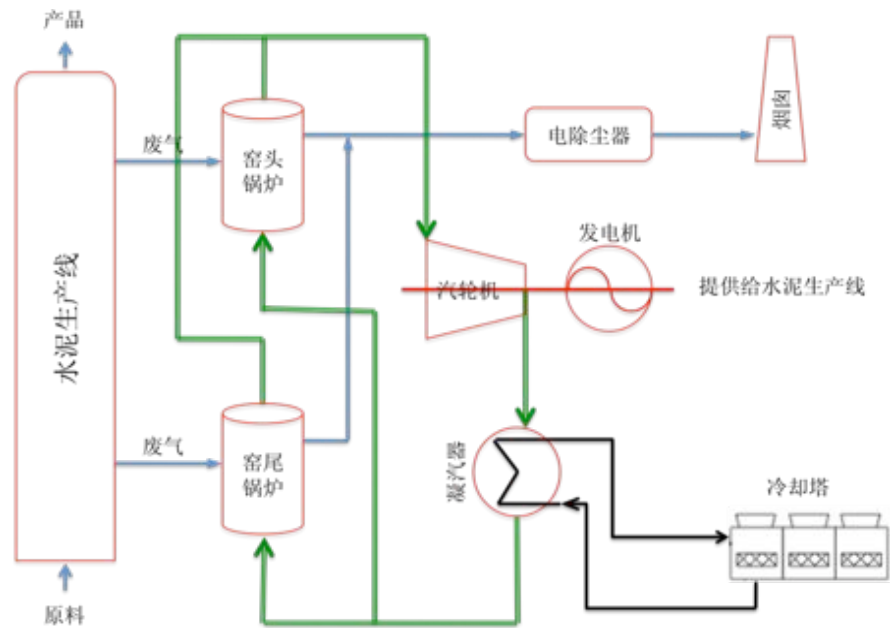 产品
废气
窑头
锅炉
电除尘器
烟囱
水泥生产线
汽轮机
发电机
提供给水泥生产线
废气
窑尾
锅炉
凝汽器
冷却塔
原料